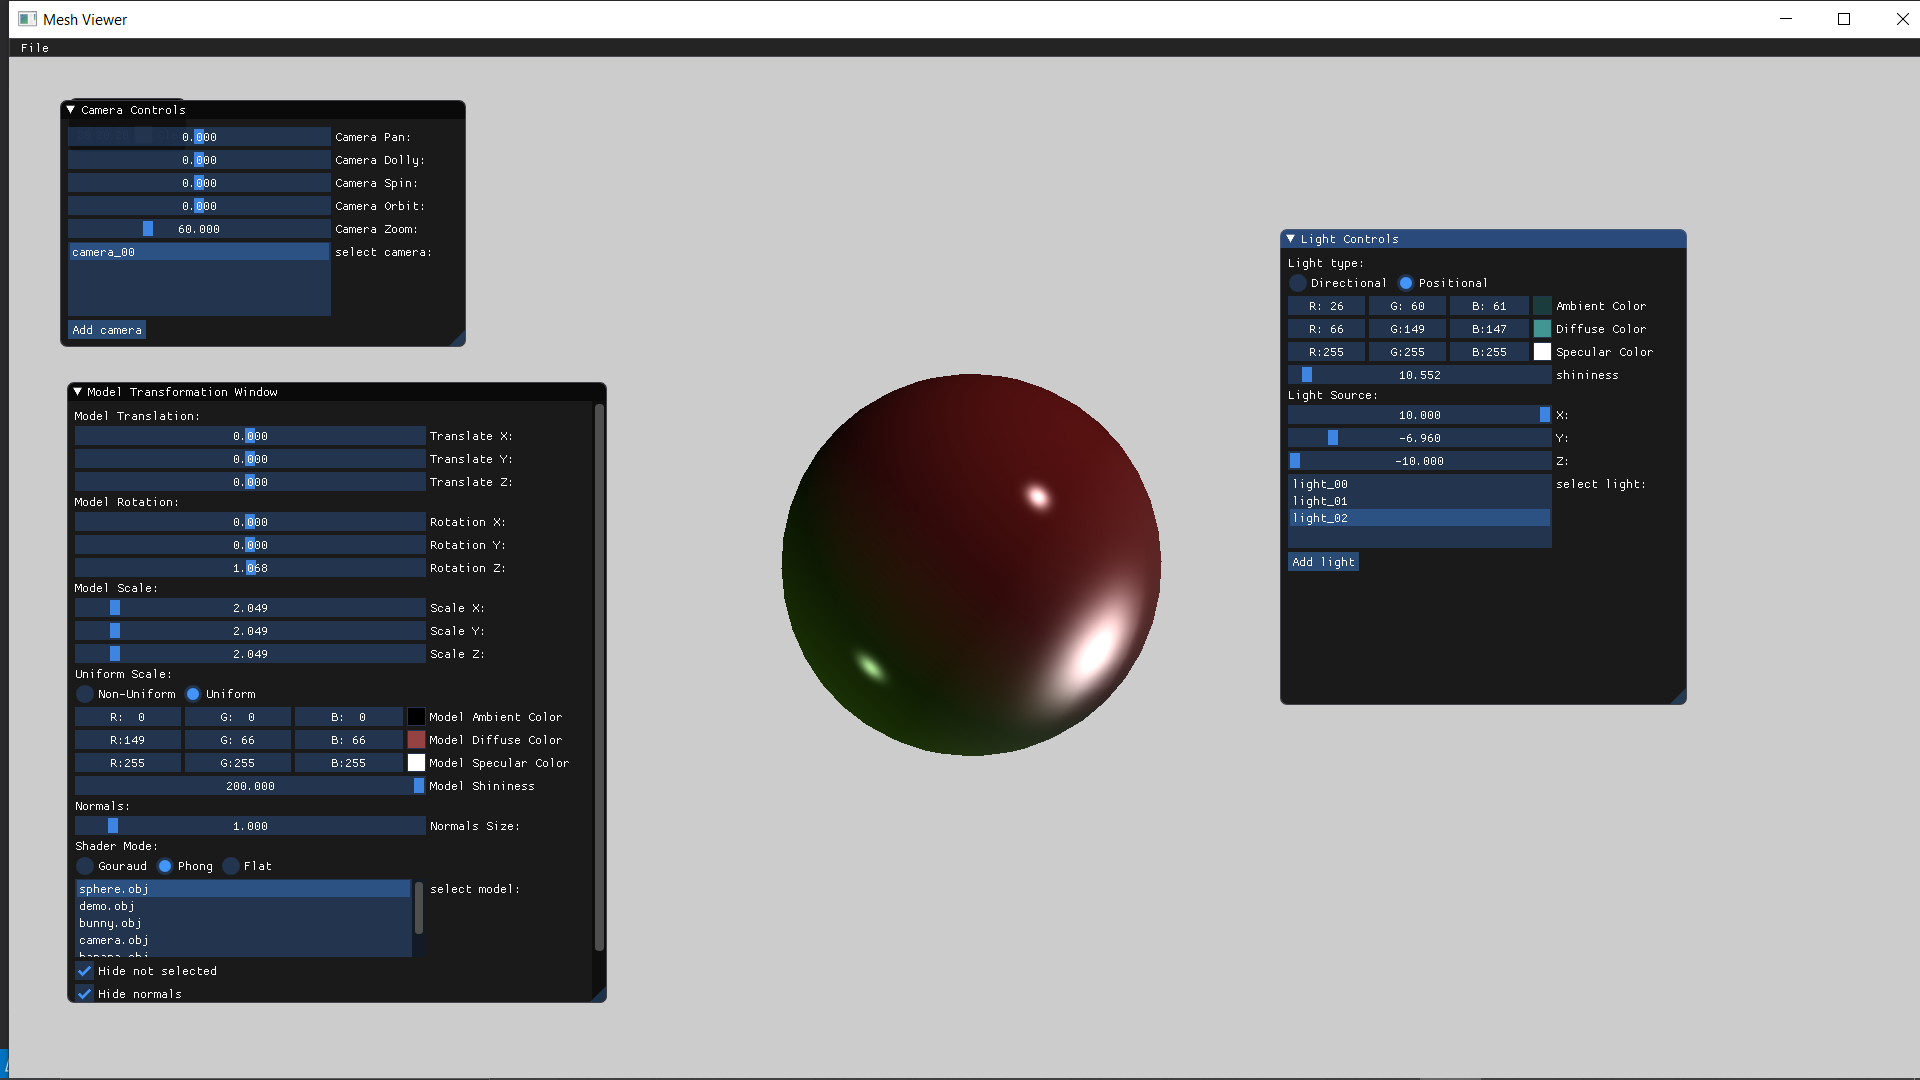 Mesh Viewer
File
Camera Controls
0.000 Camera Pan:
0.000 Camera Dolly:
0.000 Camera Spin:
0.000 Camera Orbit:
60.000 Camera Zoom:
camera_00 select camera:
Add camera
Model Transformation Window
Model Translation:
0.000 Translate X:
0.000 Translate Y:
0.000 Translate Z:
Model Rotation:
0.000 Rotation X:
0.000 Rotation Y:
1.068 Rotation Z:
Model Scale:
2.049 Scale X:
2.049 Scale Y:
2.049 Scale Z:
Uniform Scale:
Non-Uniform Uniform
R: 0 G: 0 B: 0 Model Ambient Color
R:149 G: 66 B: 66 Model Diffuse Color
R:255 G:255 B:255 Model Specular Color
200.000 Model Shininess
Normals:
1.000 Normals Size:
Shader Mode:
Gouraud Phong Flat
sphere.obj select model:
demo.obj
bunny.obj
camera.obj
banana.obj
Hide not selected
Hide normals
Light Controls
Light type:
Directional Positional
R: 26 G: 60 B: 61 Ambient Color
R: 66 G:149 B:147 Diffuse Color
R:255 G:255 B:255 Specular Color
10.552 shininess
Light Source:
10.000 X:
-6.960 Y:
-10.000 Z:
light_00 select light:
light_01
light_02
Add light